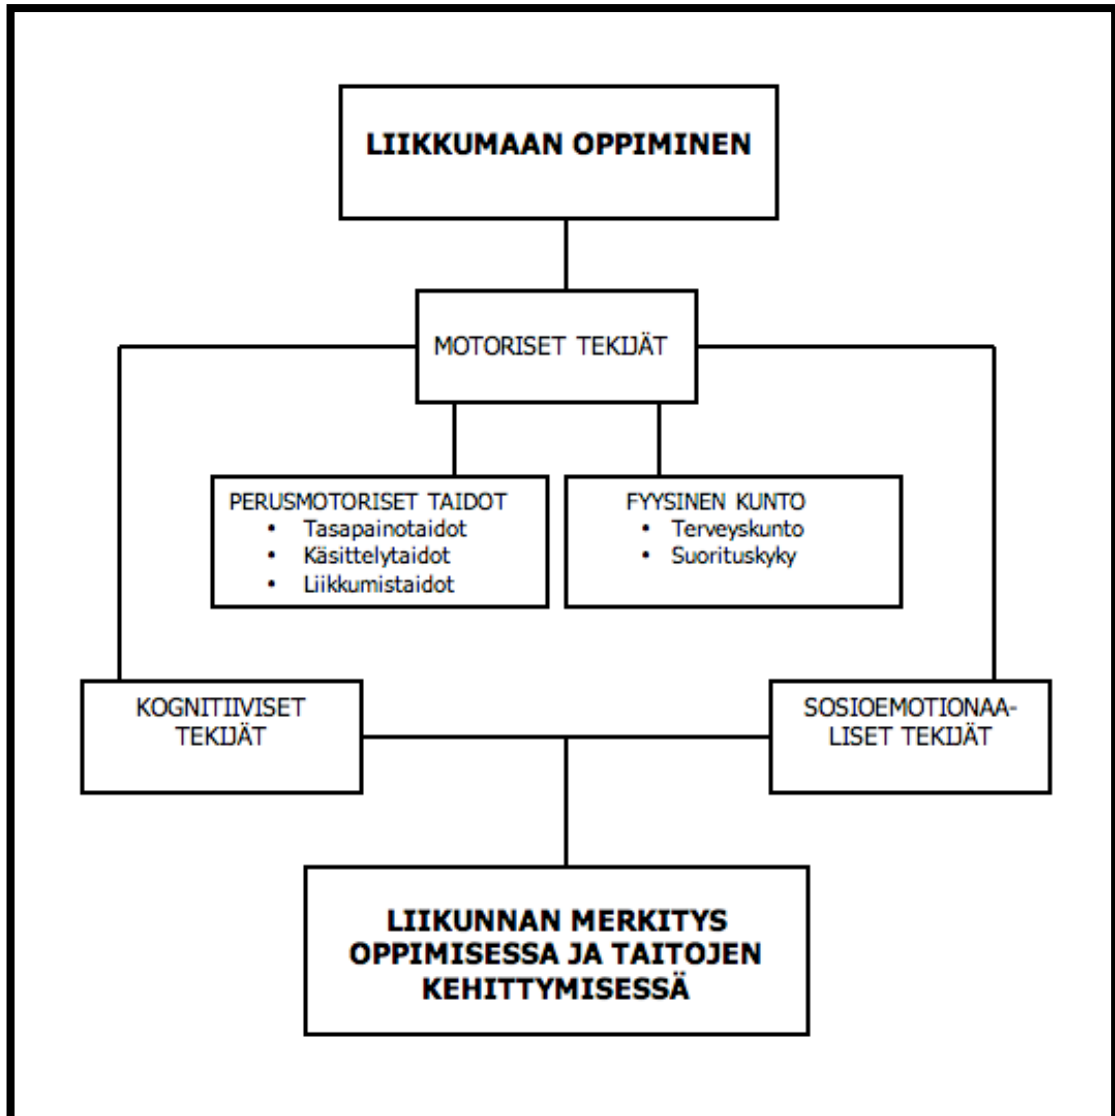 LIIKKUMAAN OPPIMINEN
MOTORISET TEKIJÄT
PERUSMOTORISET TAIDOT
• Tasapainotaidot
• Käsittelytaidot
• Liikkumistaidot
FYYSINEN KUNTO
• Terveyskunto
• Suorituskyky
KOGNITIIVISET
TEKIJÄT
SOSIOEMOTIONAA-
LISET TEKIJÄT
LIIKUNNAN MERKITYS
OPPIMISESSA JA TAITOJEN
KEHITTYMISESSÄ